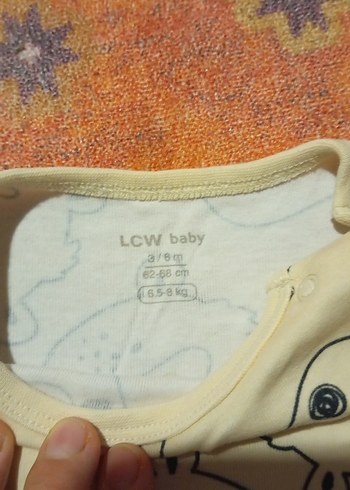 LCW baby
3 / 6 m
62-68 cm
6.5-8 kg